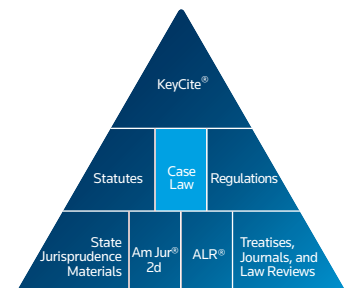 KeyCite®
Statutes
Case
Law
Regulations
State
Jurisprudence
Materials
Am Jur®
2d
ALR®
Treatises,
Journals, and
Law Reviews